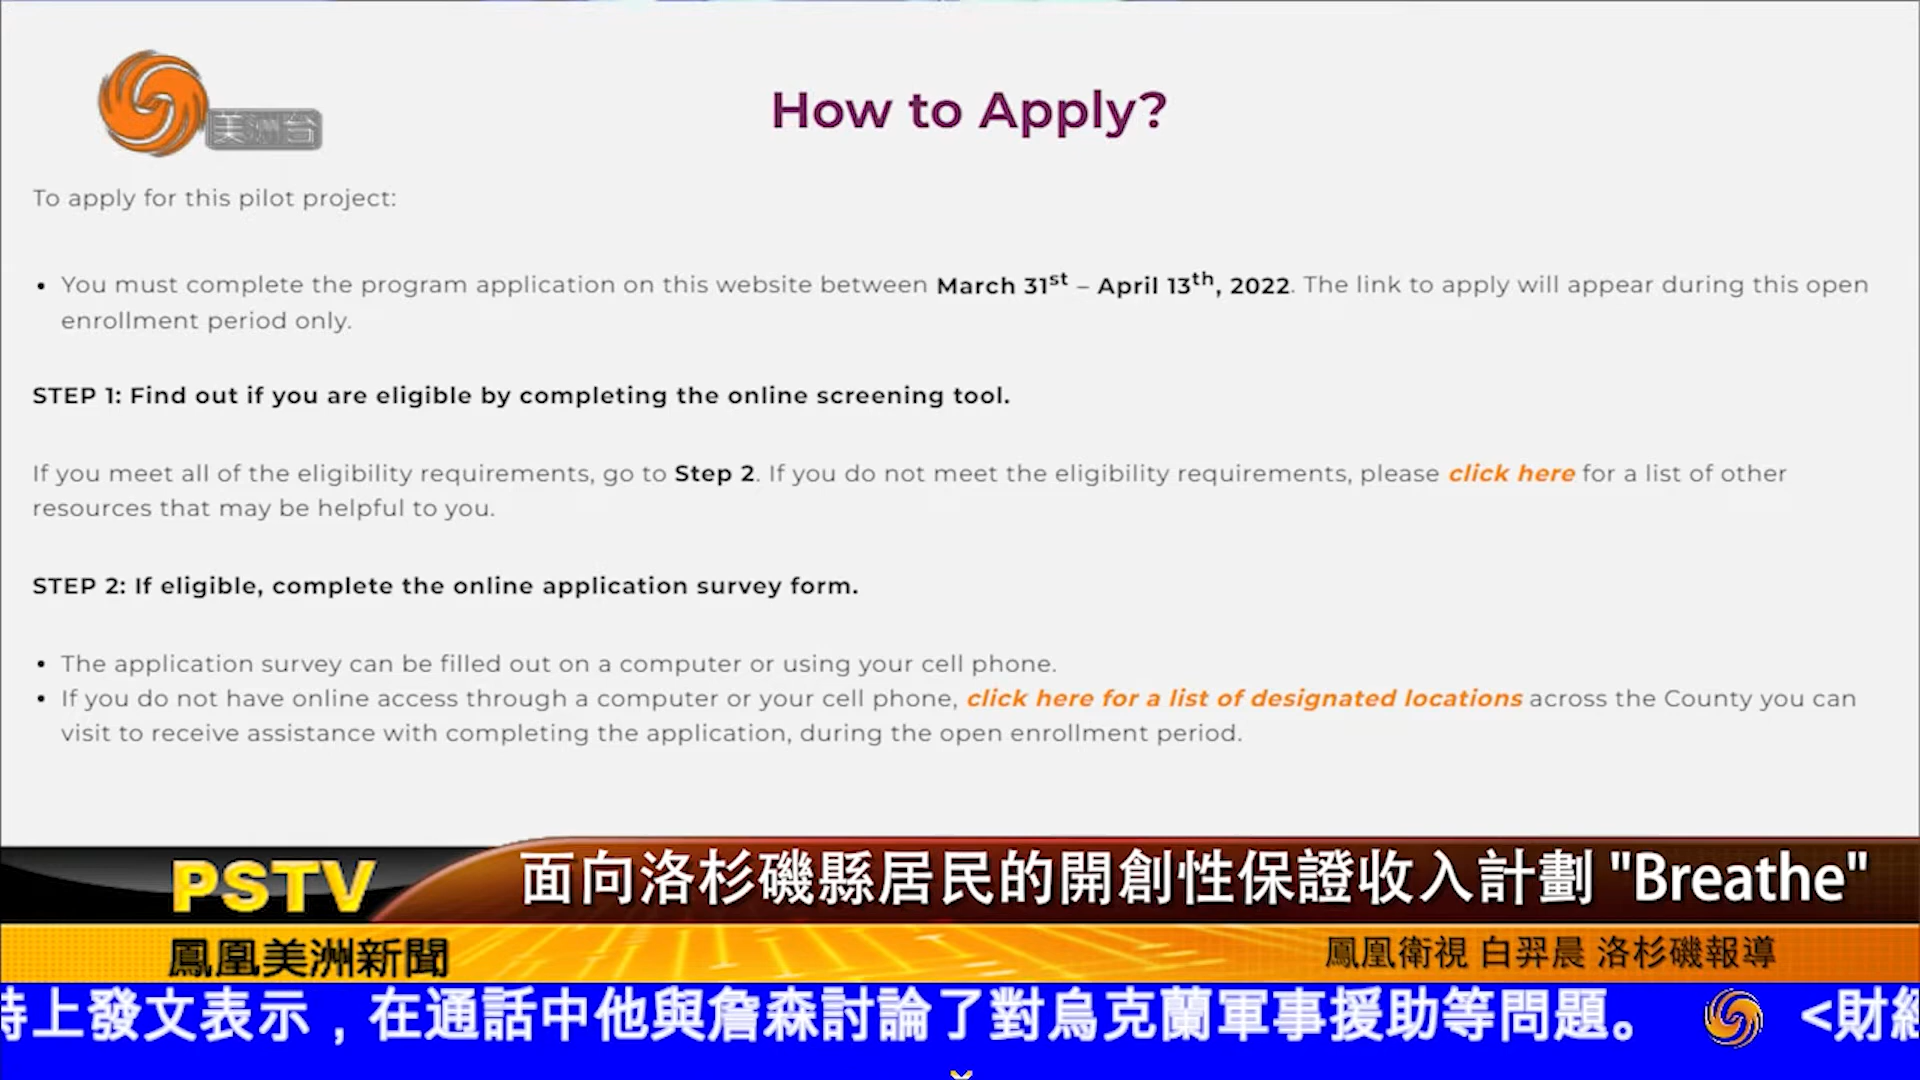 美洲台
How to Apply?
To apply for this pilot project:
• You must complete the program application on this website between March 31st – April 13th, 2022. The link to apply will appear during this open
enrollment period only.
STEP 1: Find out if you are eligible by completing the online screening tool.
If you meet all of the eligibility requirements, go to Step 2. If you do not meet the eligibility requirements, please click here for a list of other
resources that may be helpful to you.
STEP 2: If eligible, complete the online application survey form.
• The application survey can be filled out on a computer or using your cell phone.
• If you do not have online access through a computer or your cell phone, click here for a list of designated locations across the County you can
visit to receive assistance with completing the application, during the open enrollment period.
PSTV
面向洛杉磯縣居民的開創性保證收入計劃 "Breathe"
鳳凰美洲新聞
鳳凰衛視 白羿晨 洛杉磯報導
上發文表示，在通話中他與詹森討論了對烏克蘭軍事援助等問題。 <財經